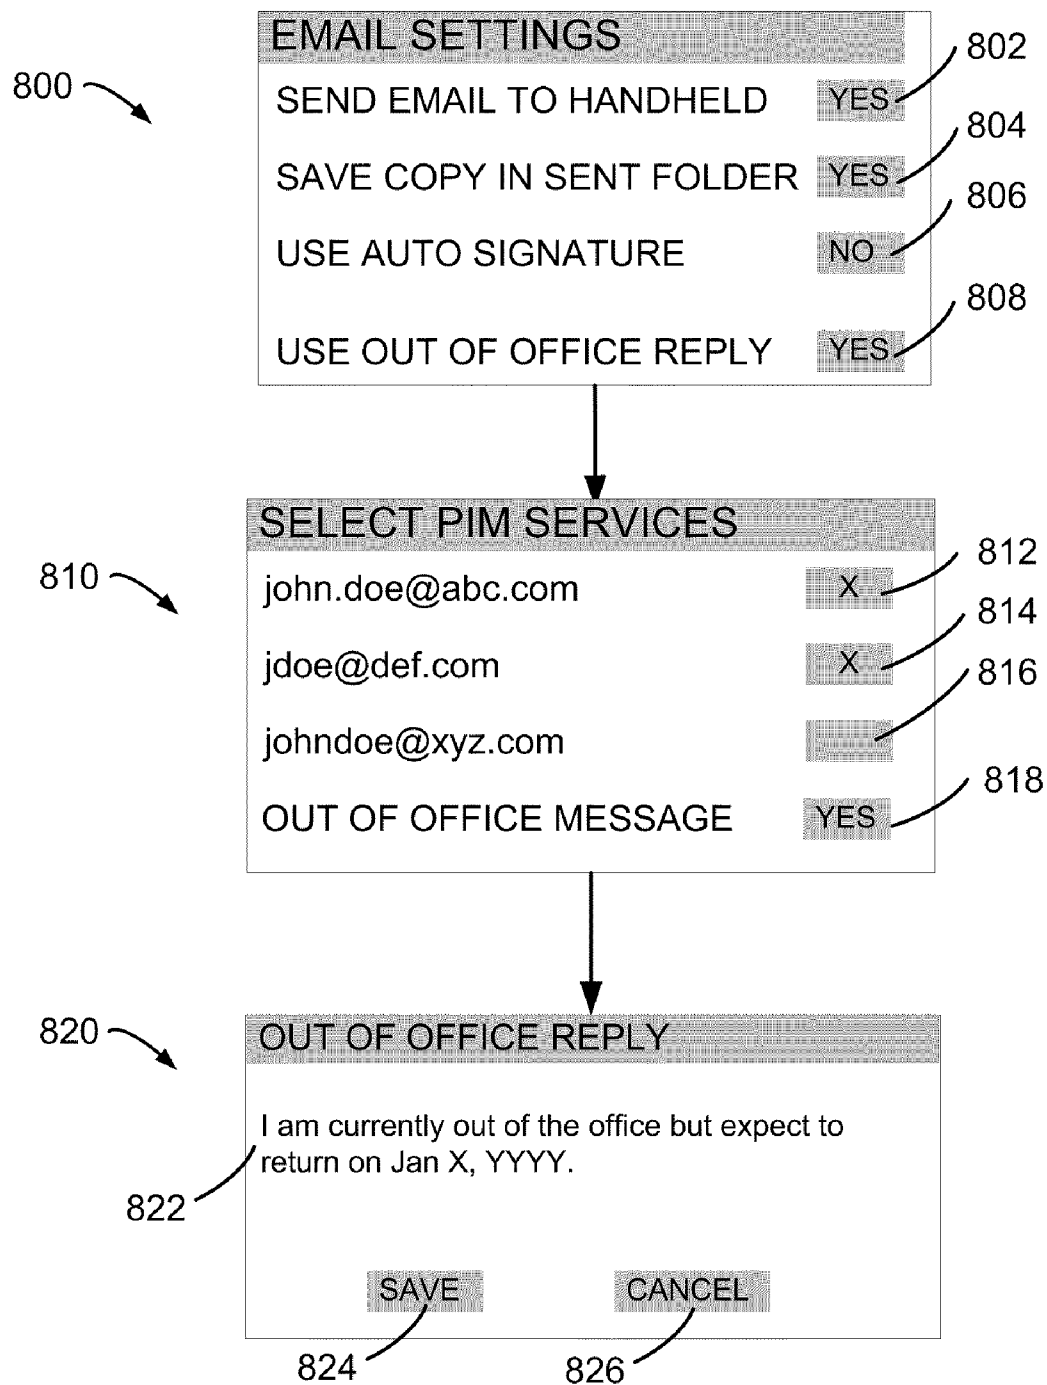 EMAIL SETTINGS
802
800
SEND EMAIL TO HANDHELD YES
804
SAVE COPY IN SENT FOLDER YES
806
USE AUTO SIGNATURE NO
808
USE OUT OF OFFICE REPLY YES
SELECT PIM SERVICES
812
810
john.doe@abc.com X
814
jdoe@def.com X
816
johndoe@xyz.com
818
OUT OF OFFICE MESSAGE YES
820
OUT OF OFFICE REPLY
I am currently out of the office but expect to
return on Jan X, YYYY.
822
SAVE CANCEL
824 826